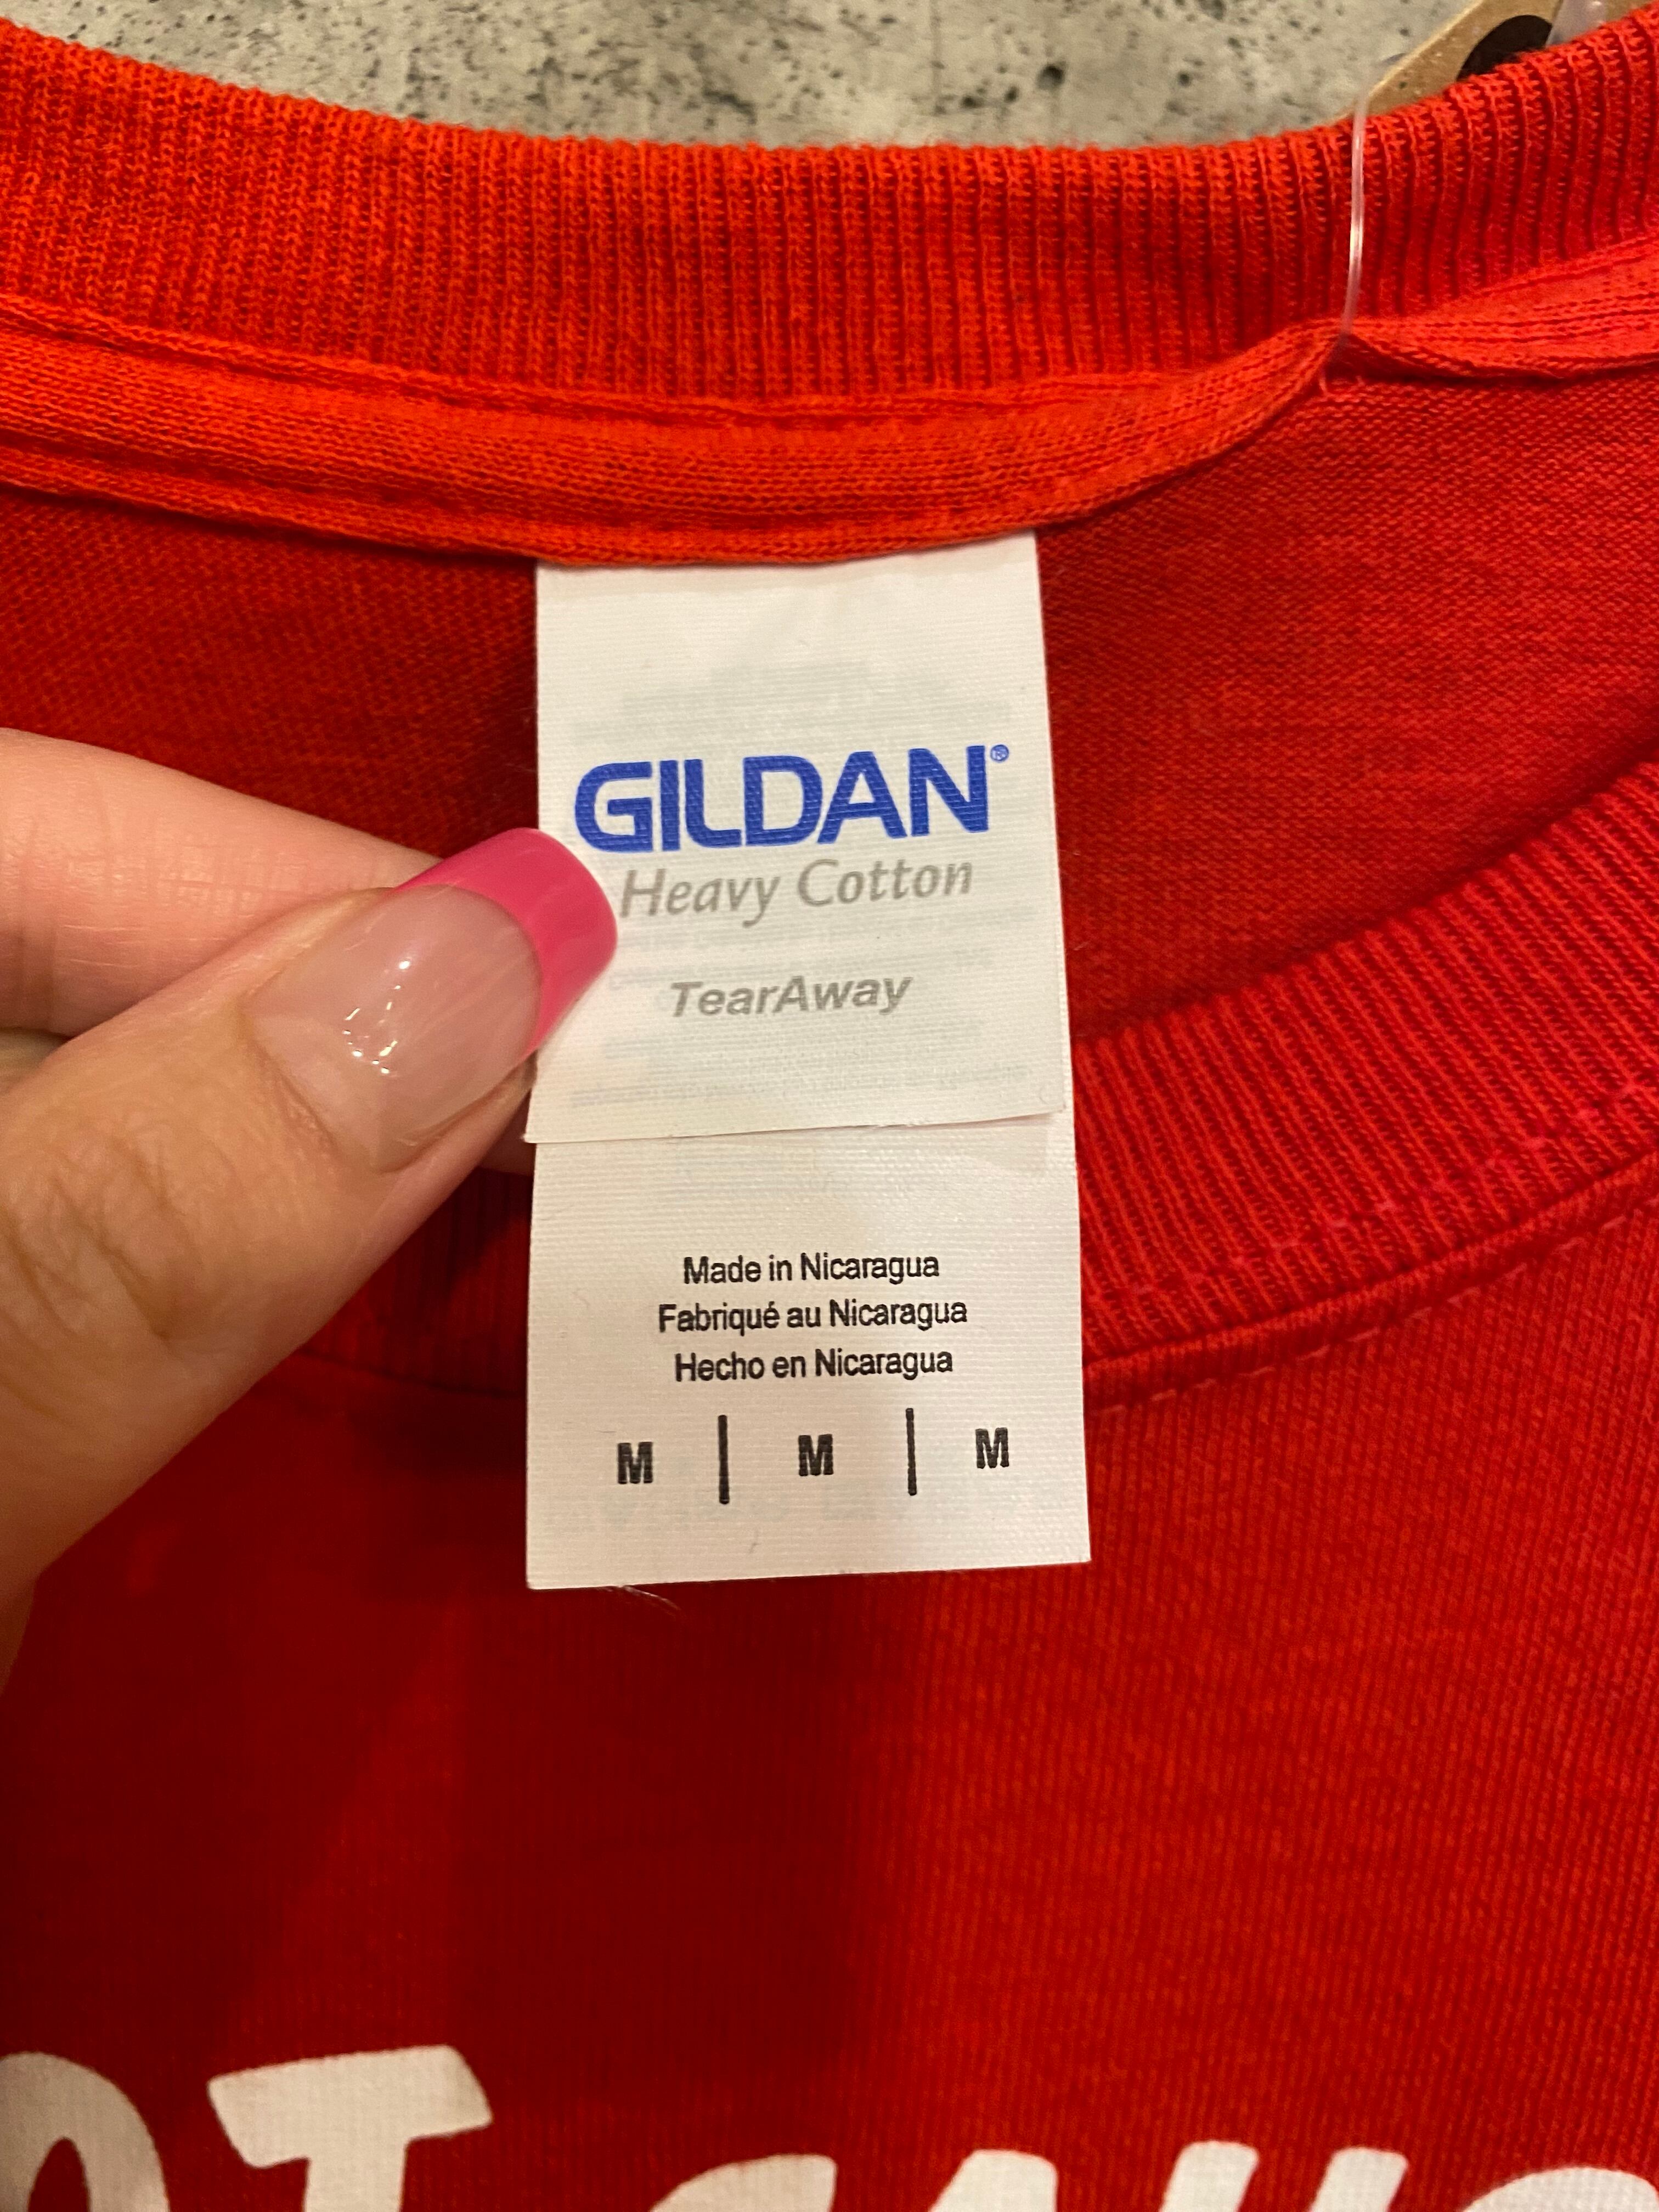 GILDAN®
Heavy Cotton
TearAway
Made in Nicaragua
Fabriqué au Nicaragua
Hecho en Nicaragua
M | M | M